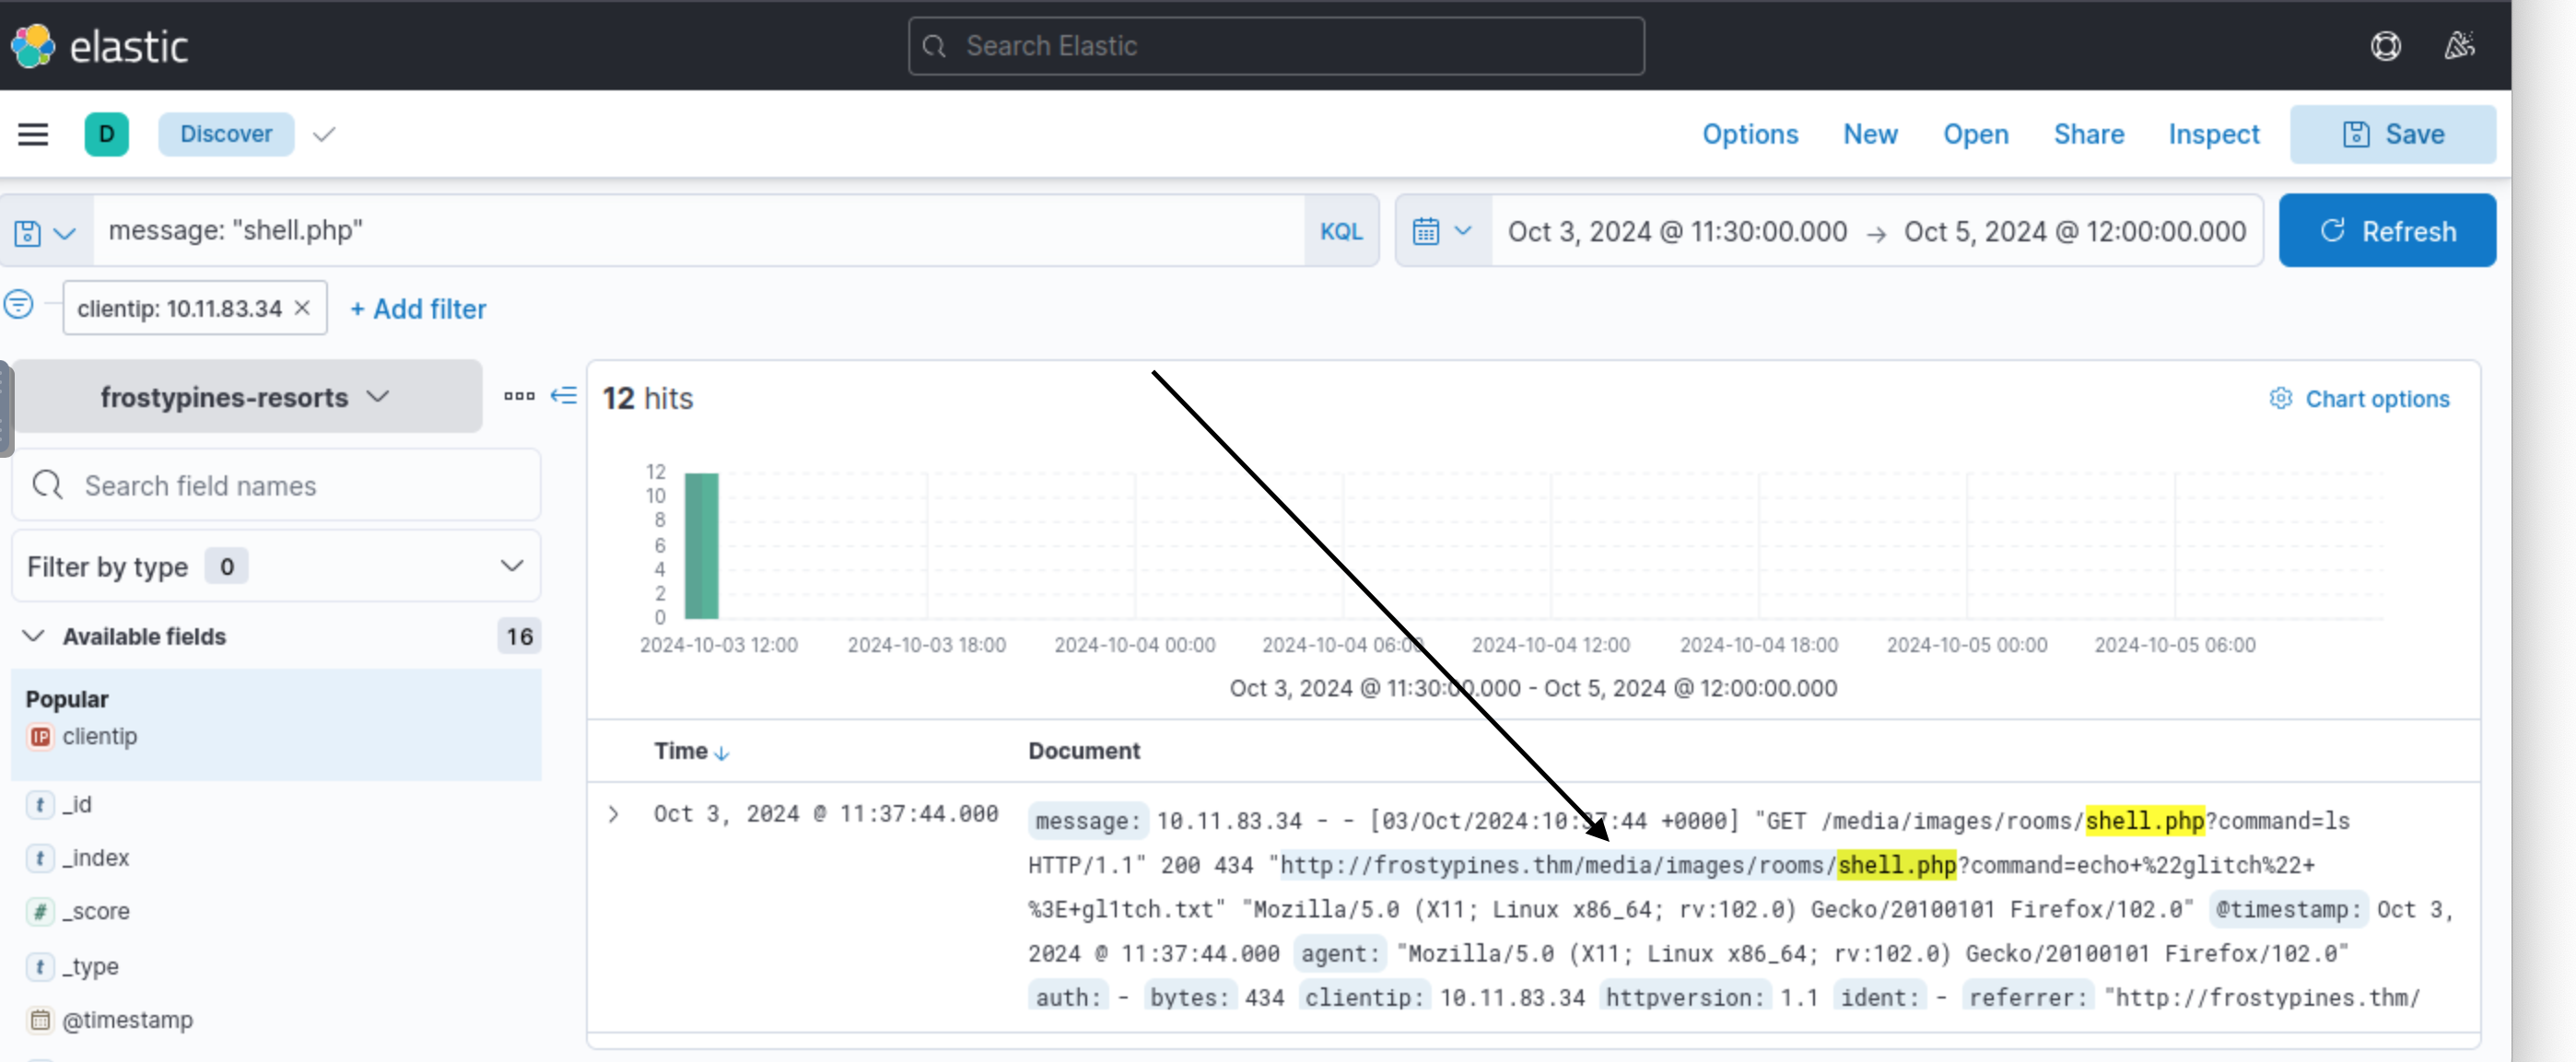 elastic
Search Elastic
D
Discover
Options
New
Open
Share
Inspect
Save
message: "shell.php"
KQL
Oct 3, 2024 @ 11:30:00.000 → Oct 5, 2024 @ 12:00:00.000
Refresh
clientip: 10.11.83.34 ×
+ Add filter
frostypines-resorts
Search field names
Filter by type 0
Available fields 16
Popular
IP clientip
t _id
t _index
# _score
t _type
@timestamp
12 hits
Chart options
12
10
8
6
4
2
0
2024-10-03 12:00 2024-10-03 18:00 2024-10-04 00:00 2024-10-04 06:00 2024-10-04 12:00 2024-10-04 18:00 2024-10-05 00:00 2024-10-05 06:00
Oct 3, 2024 @ 11:30:00.000 - Oct 5, 2024 @ 12:00:00.000
Time ↓ Document
Oct 3, 2024 @ 11:37:44.000
message: 10.11.83.34 - - [03/Oct/2024:10:37:44 +0000] "GET /media/images/rooms/shell.php?command=ls
HTTP/1.1" 200 434 "http://frostypines.thm/media/images/rooms/shell.php?command=echo+%22glitch%22+
%3E+gl1tch.txt" "Mozilla/5.0 (X11; Linux x86_64; rv:102.0) Gecko/20100101 Firefox/102.0" @timestamp: Oct 3,
2024 @ 11:37:44.000 agent: "Mozilla/5.0 (X11; Linux x86_64; rv:102.0) Gecko/20100101 Firefox/102.0"
auth: - bytes: 434 clientip: 10.11.83.34 httpversion: 1.1 ident: - referrer: "http://frostypines.thm/